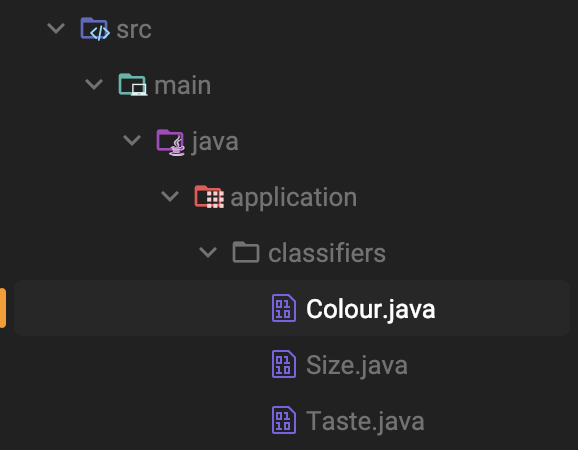 src
main
java
application
classifiers
Colour.java
Size.java
Taste.java